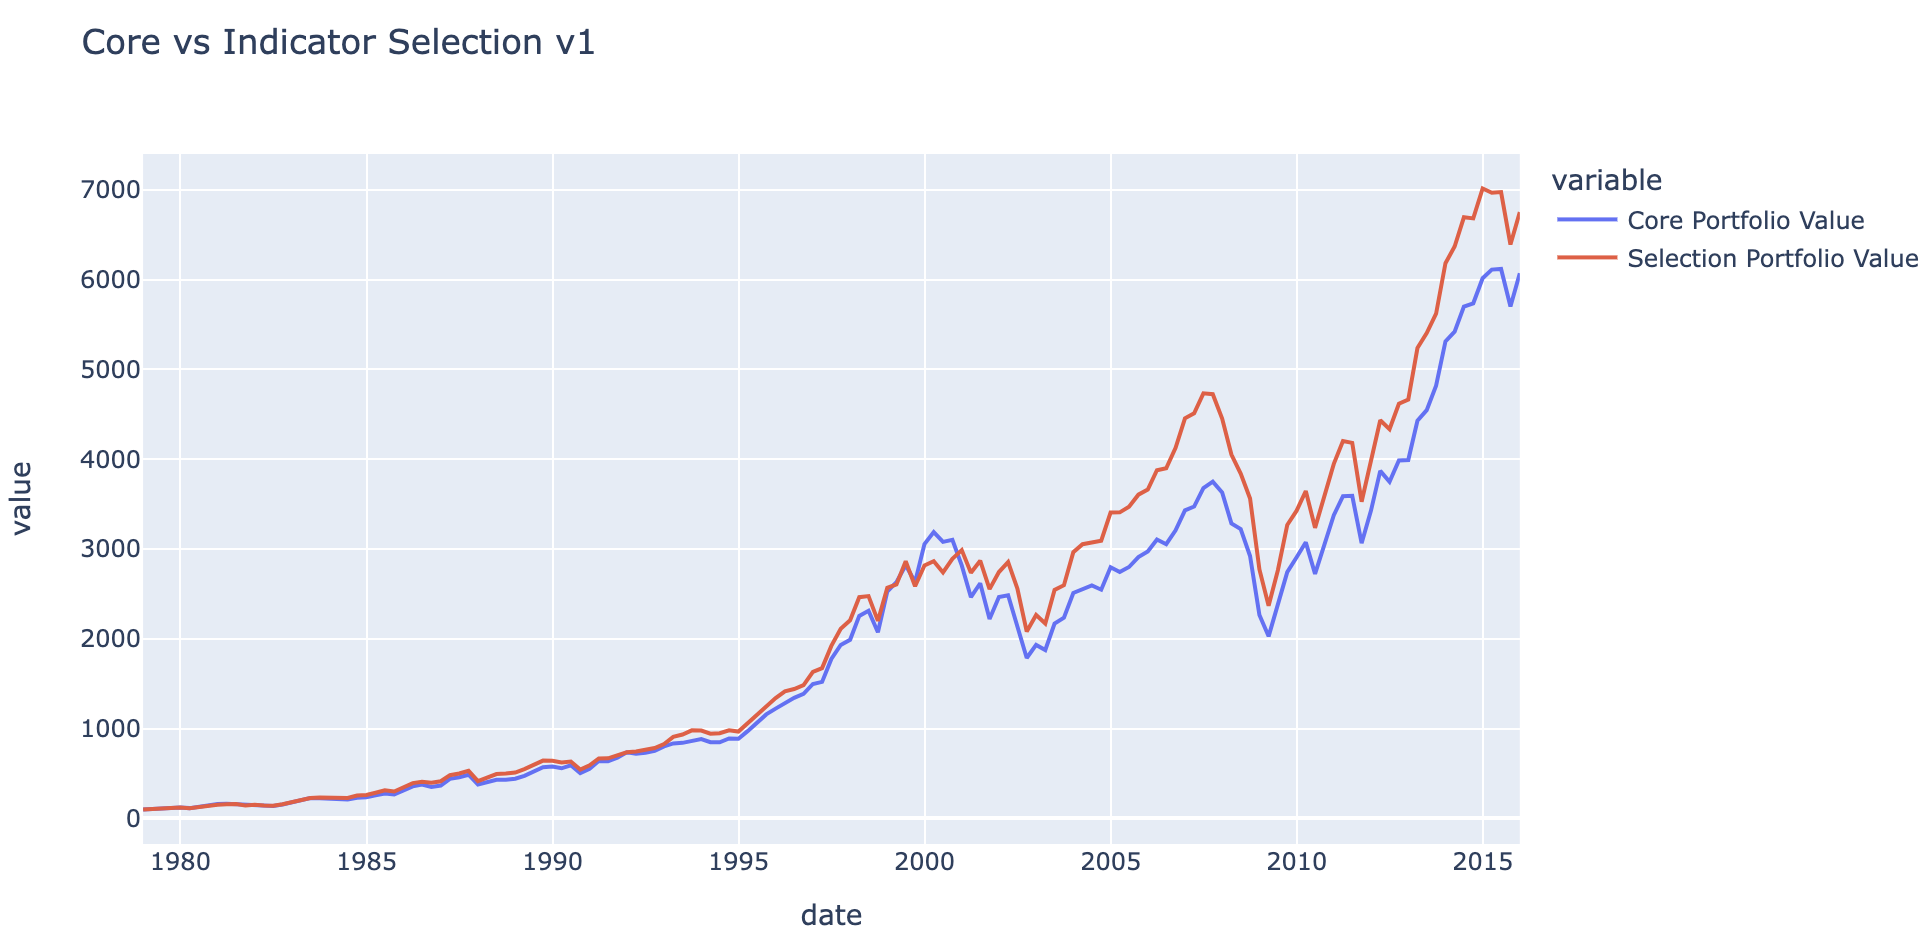 Core vs Indicator Selection v1
variable
Core Portfolio Value
Selection Portfolio Value
value
7000
6000
5000
4000
3000
2000
1000
0
1980 1985 1990 1995 2000 2005 2010 2015
date